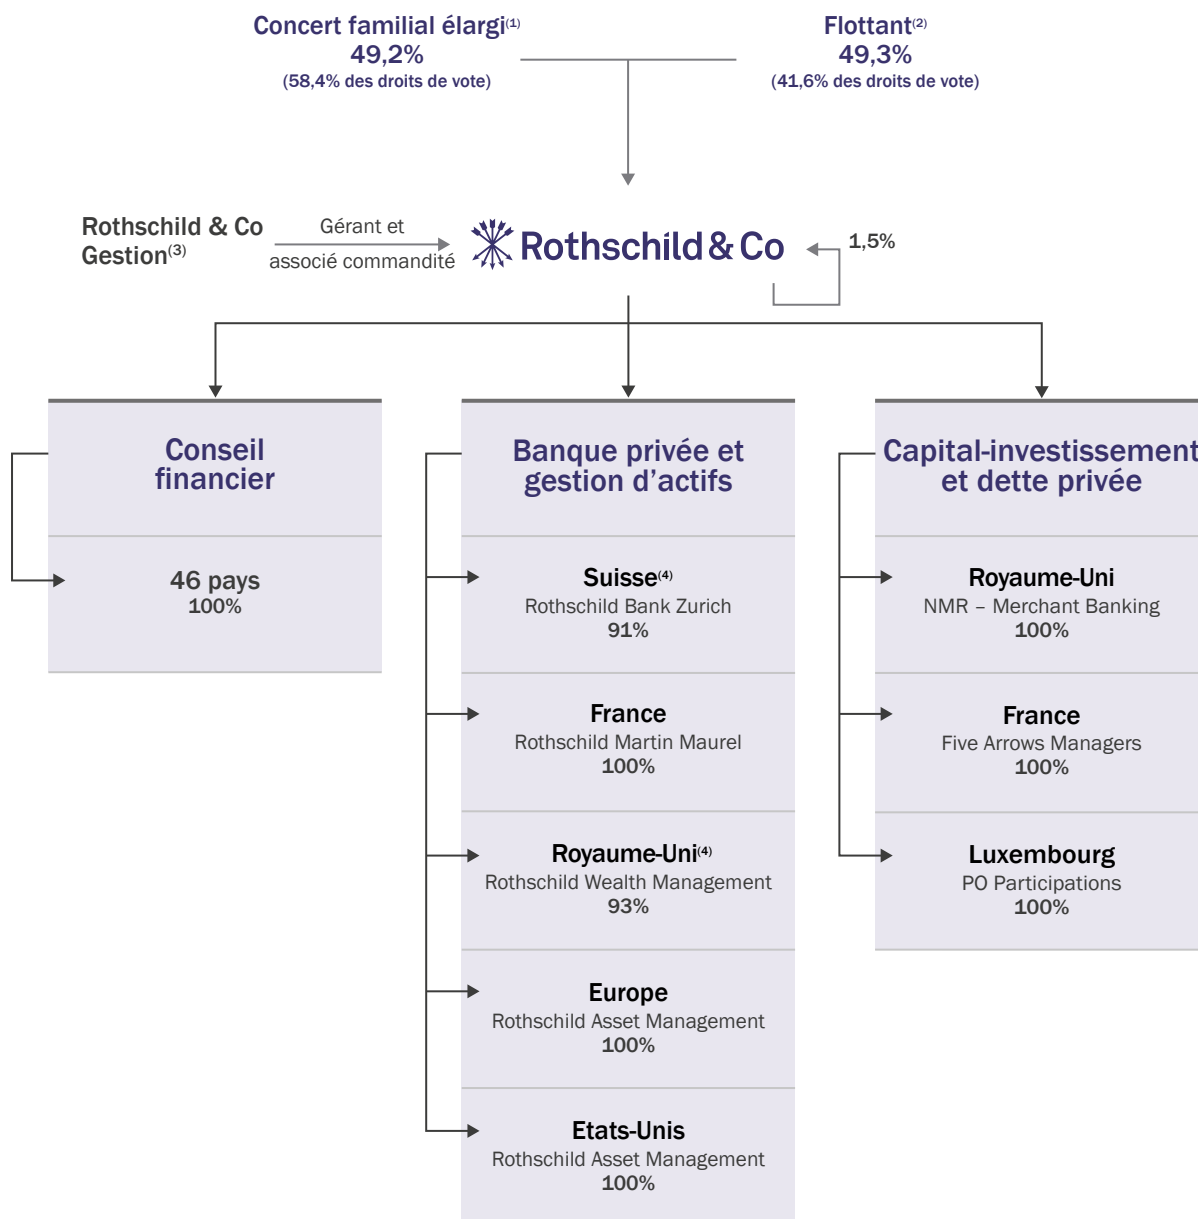 Concert familial élargi(1)
49,2%
(58,4% des droits de vote)
Flottant(2)
49,3%
(41,6% des droits de vote)
Rothschild & Co
Gestion(3)
Gérant et
associé commandité
Rothschild & Co
1,5%
Conseil
financier
46 pays
100%
Banque privée et
gestion d'actifs
Suisse(4)
Rothschild Bank Zurich
91%
France
Rothschild Martin Maurel
100%
Royaume-Uni(4)
Rothschild Wealth Management
93%
Europe
Rothschild Asset Management
100%
Etats-Unis
Rothschild Asset Management
100%
Capital-investissement
et dette privée
Royaume-Uni
NMR – Merchant Banking
100%
France
Five Arrows Managers
100%
Luxembourg
PO Participations
100%